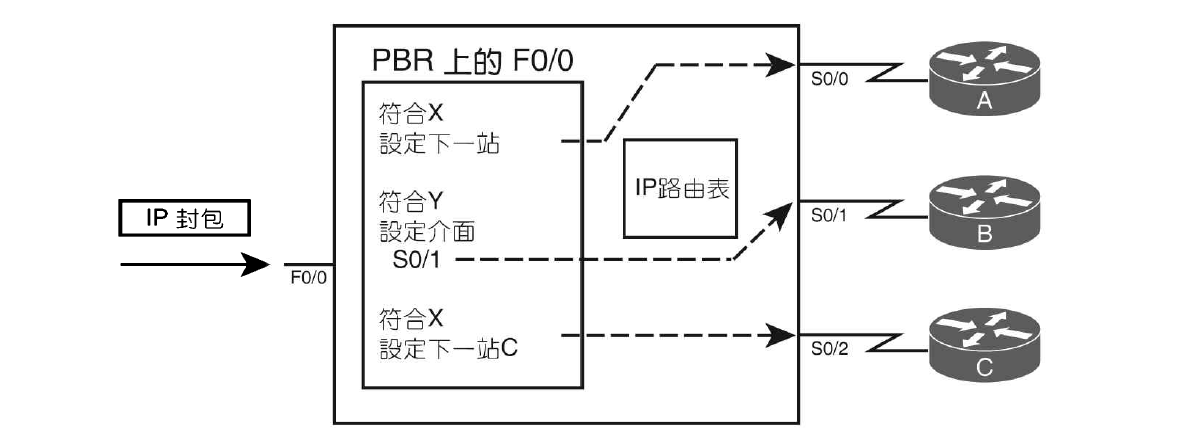 PBR 上的 F0/0
符合X
設定下一站
符合Y
設定介面
S0/1
符合X
設定下一站C
IP路由表
IP 封包
F0/0
S0/0
A
S0/1
B
S0/2
C